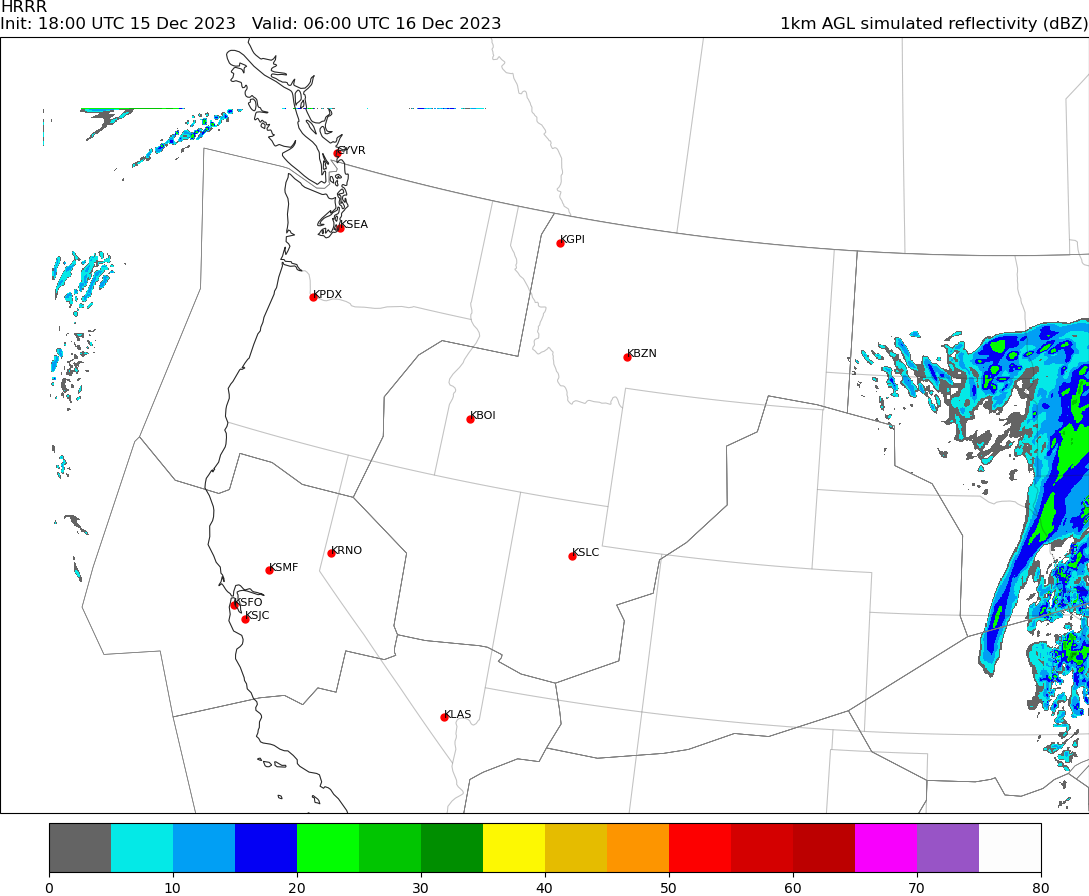 HRRR
Init: 18:00 UTC 15 Dec 2023   Valid: 06:00 UTC 16 Dec 2023   1km AGL simulated reflectivity (dBZ)
CYVR
KSEA
KGPI
KPDX
KBZN
KBOI
KRNO
KSLC
KSMF
KSFO
KSJC
KLAS
0 10 20 30 40 50 60 70 80